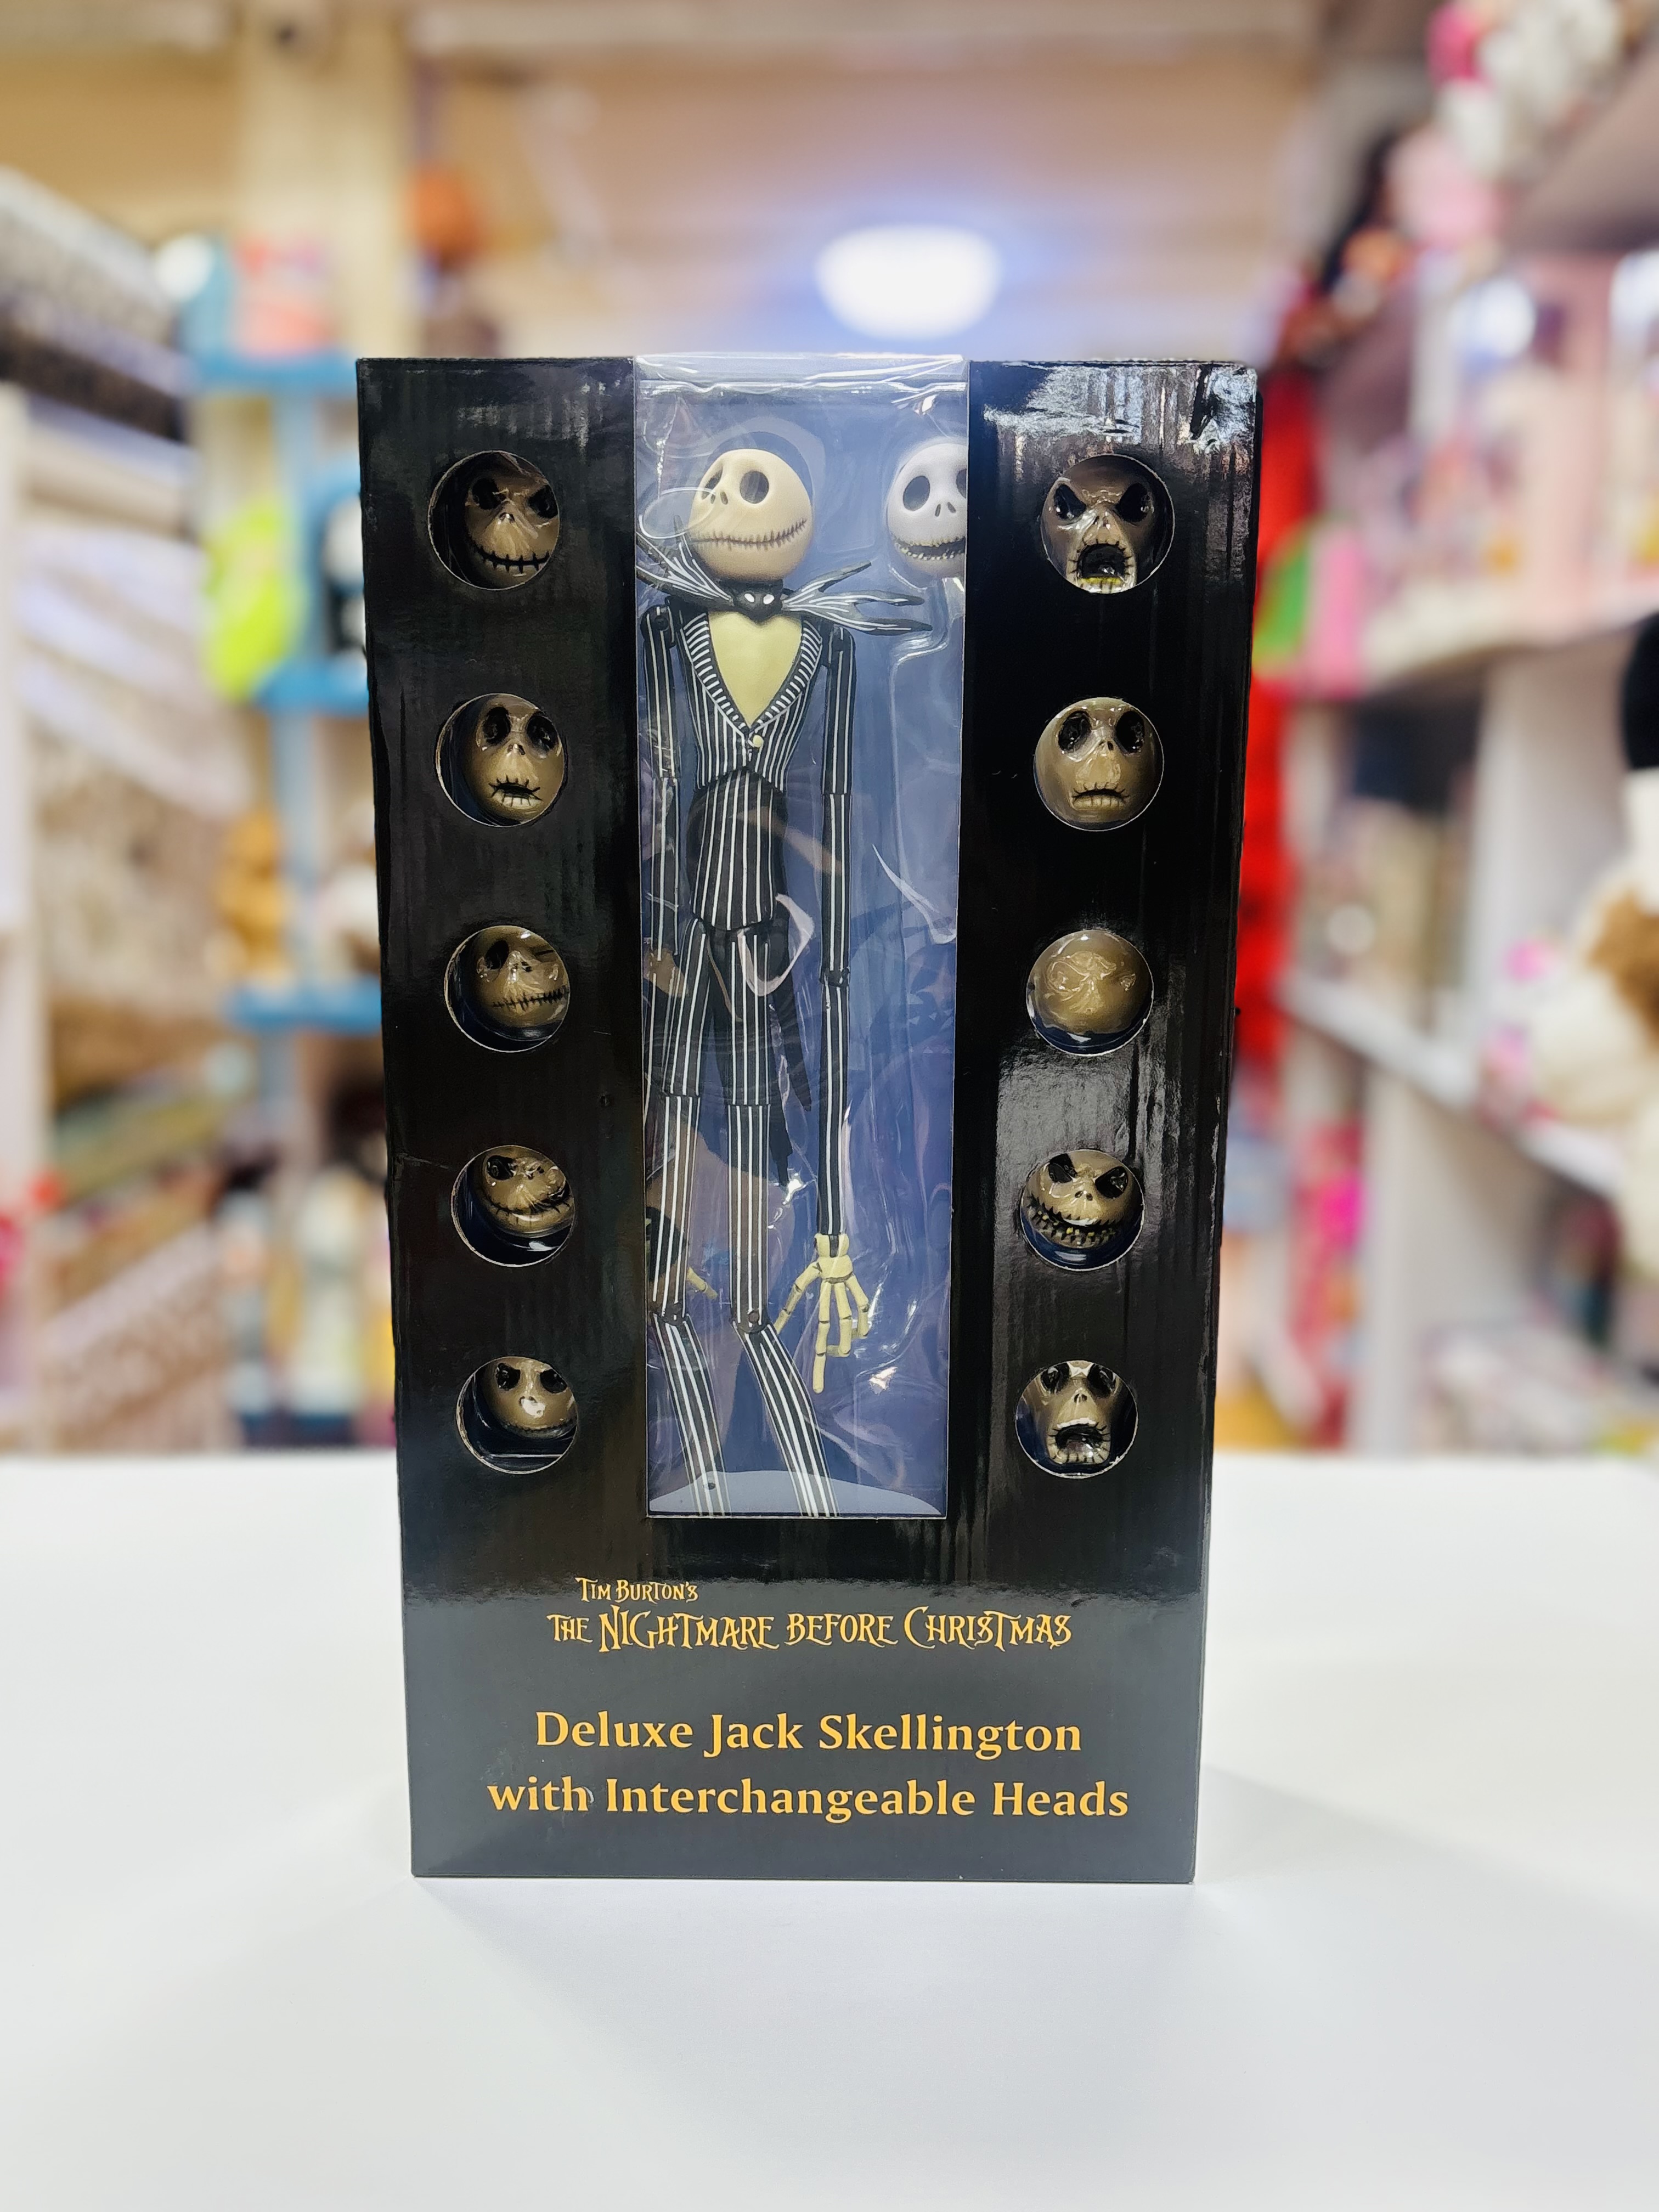 TIM BURTON'S
THE NIGHTMARE BEFORE CHRISTMAS
Deluxe Jack Skellington
with Interchangeable Heads